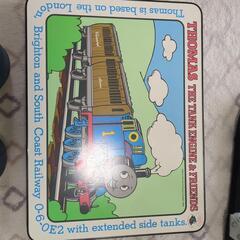 THOMAS THE TANK ENGINE & FRIENDS
Thomas is based on the London,
Brighton and South Coast Railway 0-6-
OE2 with extended side tanks.
1